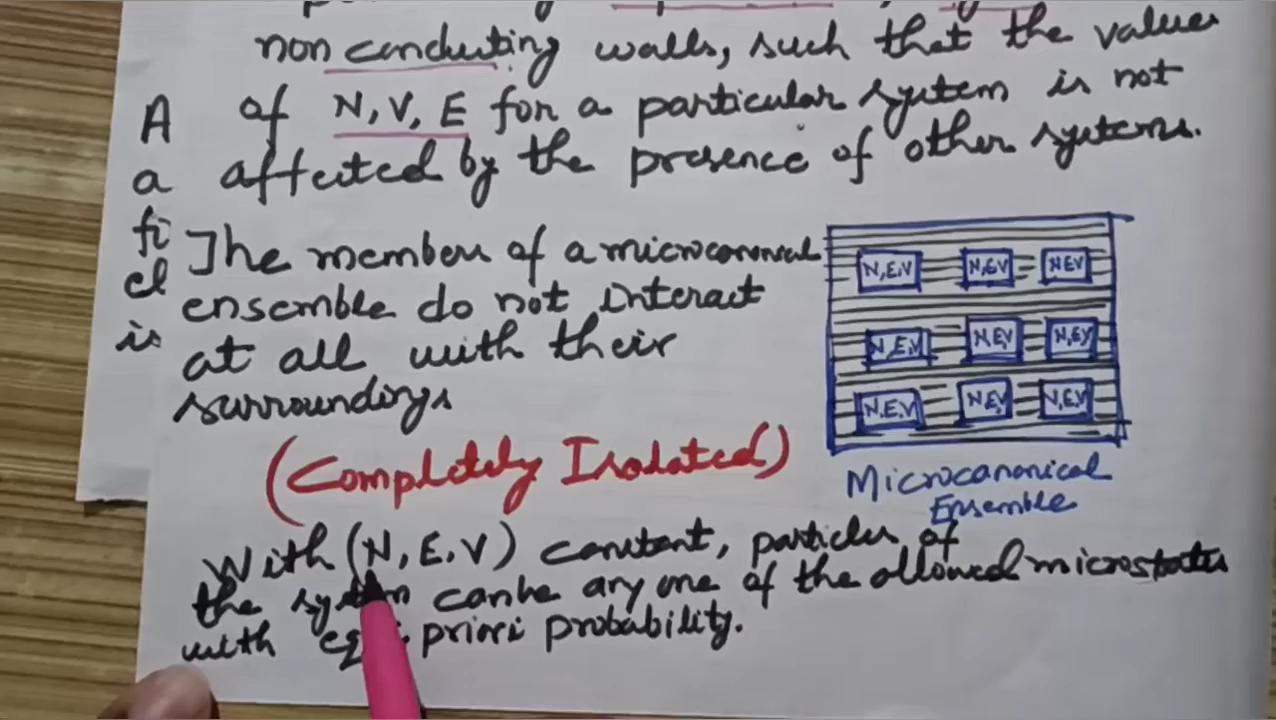 non conducting walls, such that the values
of N, V, E for a particular system is not
affected by the presence of other systems.
A
a
fi
el
is
The members of a microcanonical
ensemble do not interact
at all with their
surroundings
(Completely Isolated)
N,E,V N,E,V N E V
N,E,V N,E,V N,E,V
N,E,V N,E,V N,E,V
Microcanonical
Ensemble
With (N, E, V) constant, particles of
the system can be any one of the allowed microstates
with priori probability.